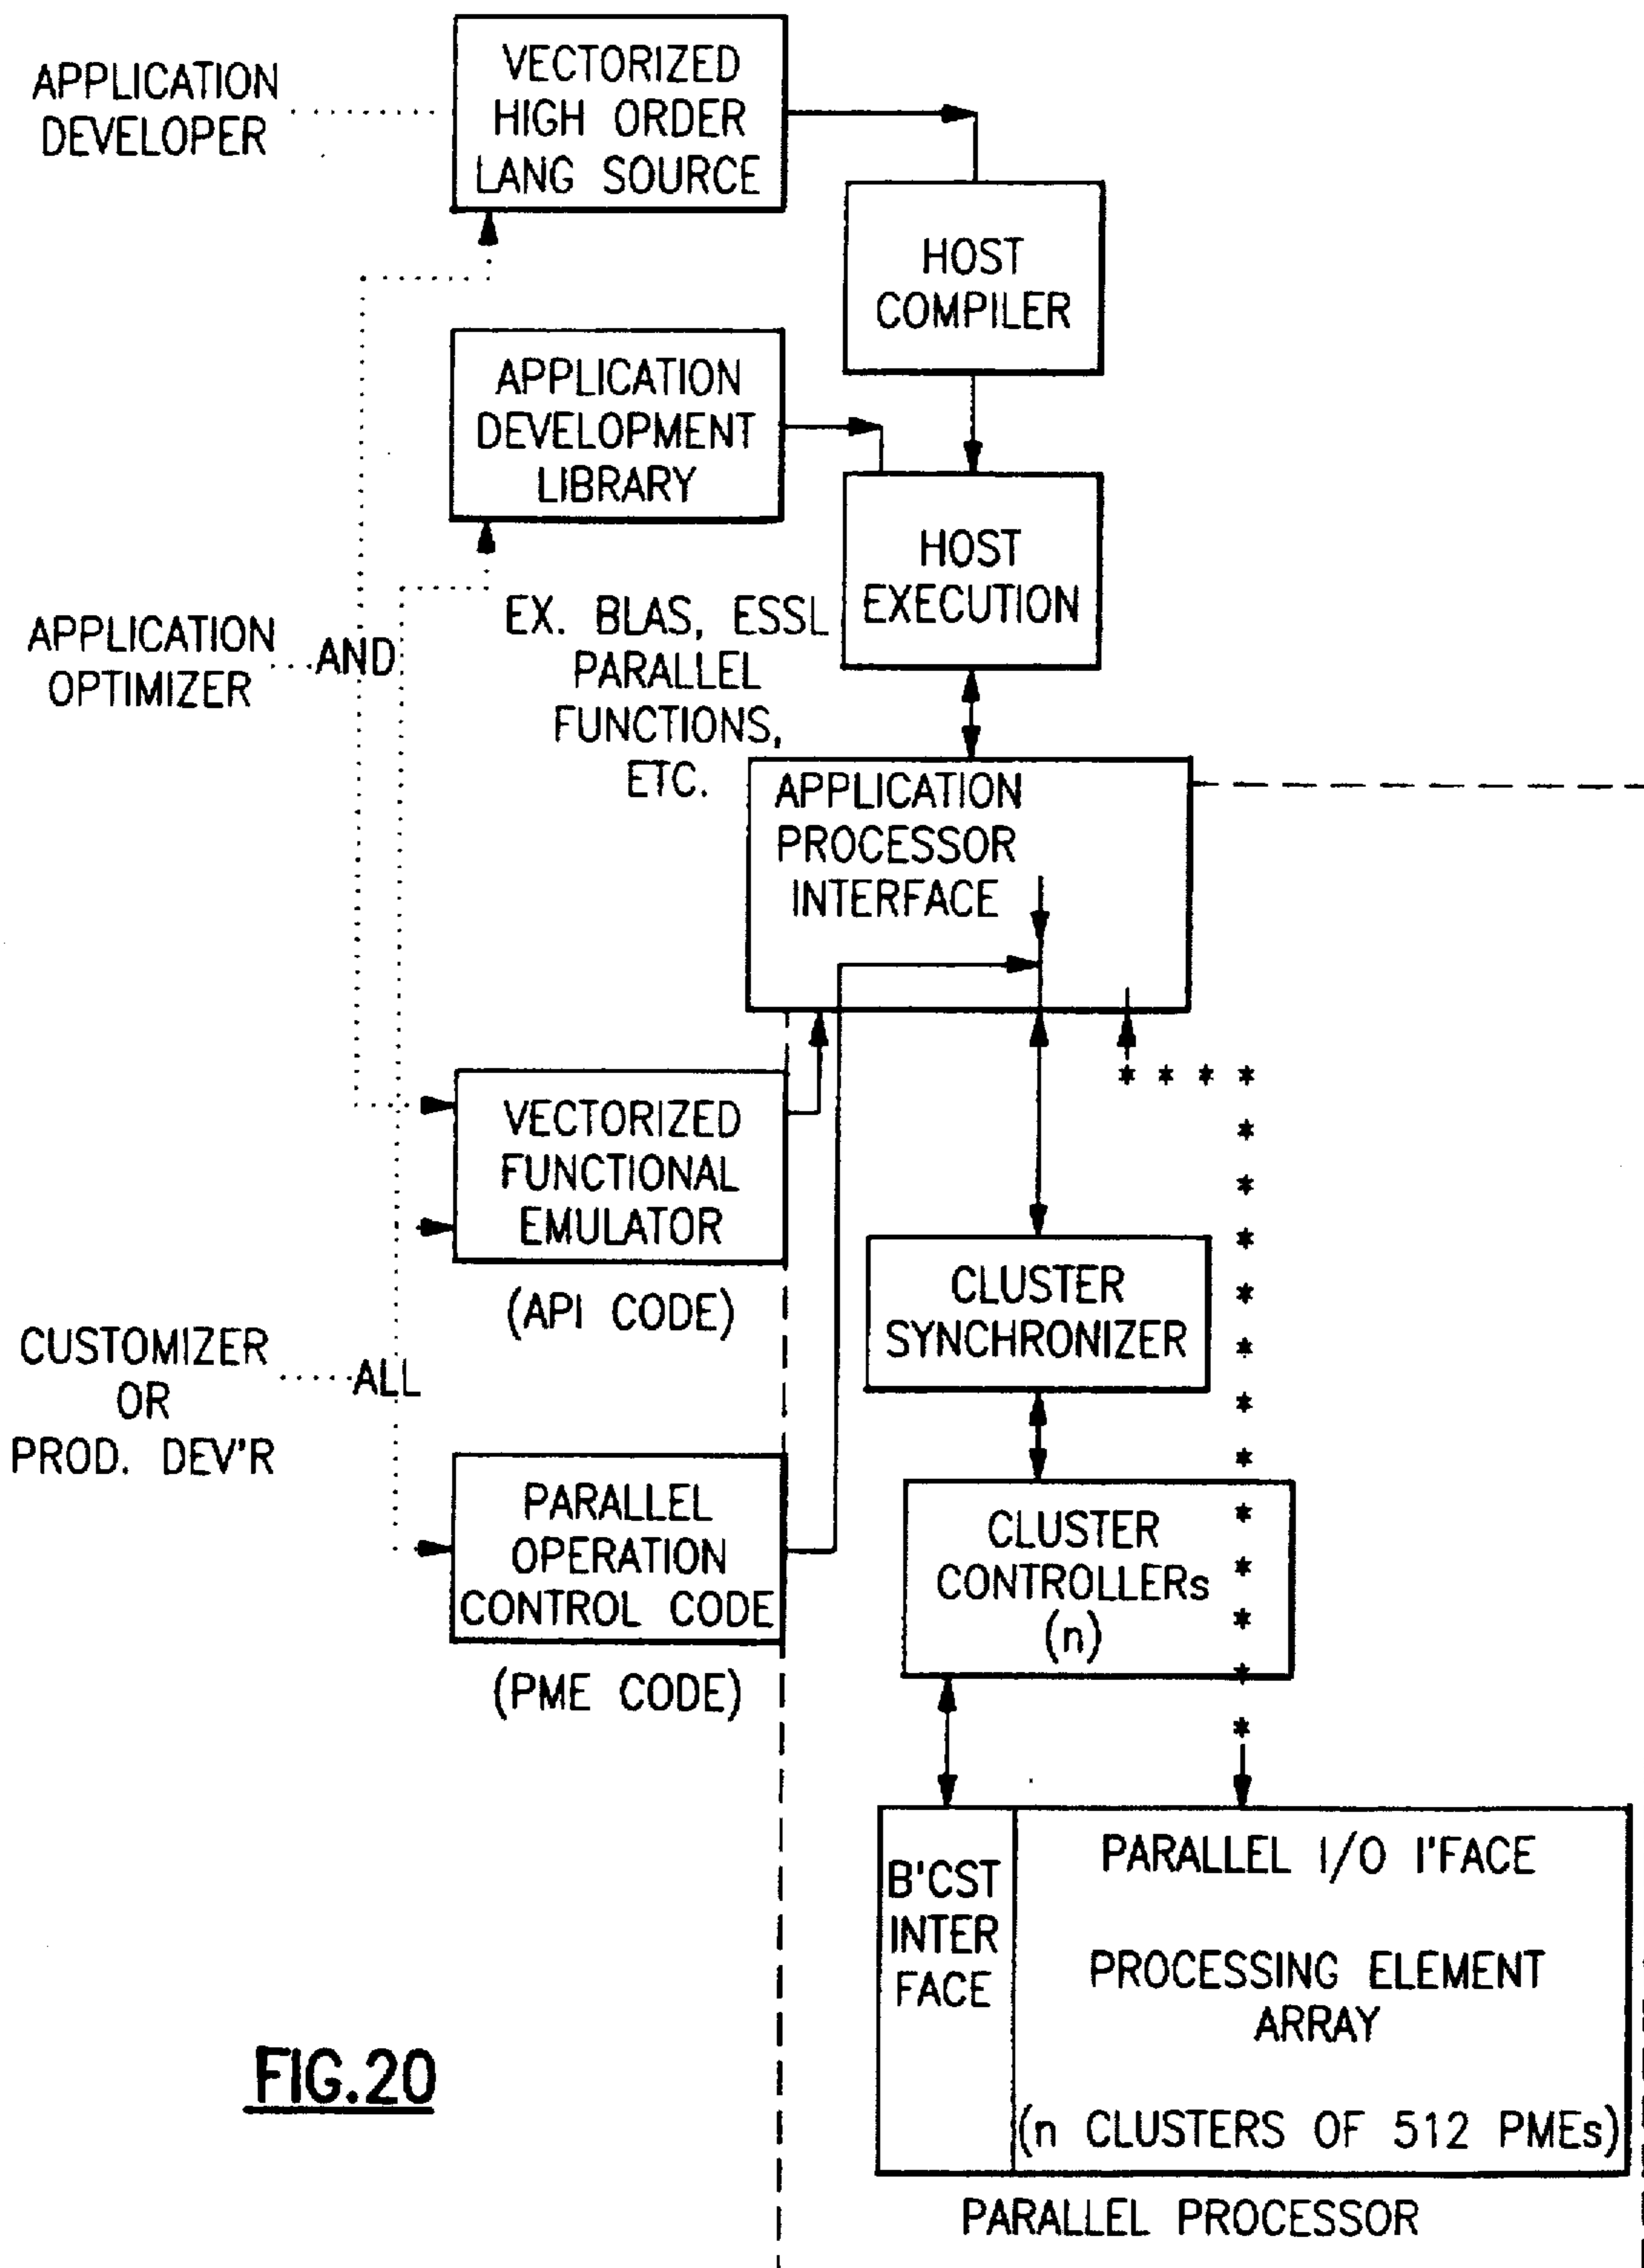 APPLICATION
DEVELOPER
VECTORIZED
HIGH ORDER
LANG SOURCE
HOST
COMPILER
APPLICATION
DEVELOPMENT
LIBRARY
HOST
EXECUTION
EX. BLAS, ESSL
PARALLEL
FUNCTIONS,
ETC.
APPLICATION
OPTIMIZER
AND
APPLICATION
PROCESSOR
INTERFACE
VECTORIZED
FUNCTIONAL
EMULATOR
(API CODE)
CLUSTER
SYNCHRONIZER
CUSTOMIZER
OR
PROD. DEV'R
ALL
PARALLEL
OPERATION
CONTROL CODE
(PME CODE)
CLUSTER
CONTROLLERs
(n)
B'CST
INTER
FACE
PARALLEL I/O I'FACE
PROCESSING ELEMENT
ARRAY
(n CLUSTERS OF 512 PMEs)
PARALLEL PROCESSOR
FIG.20